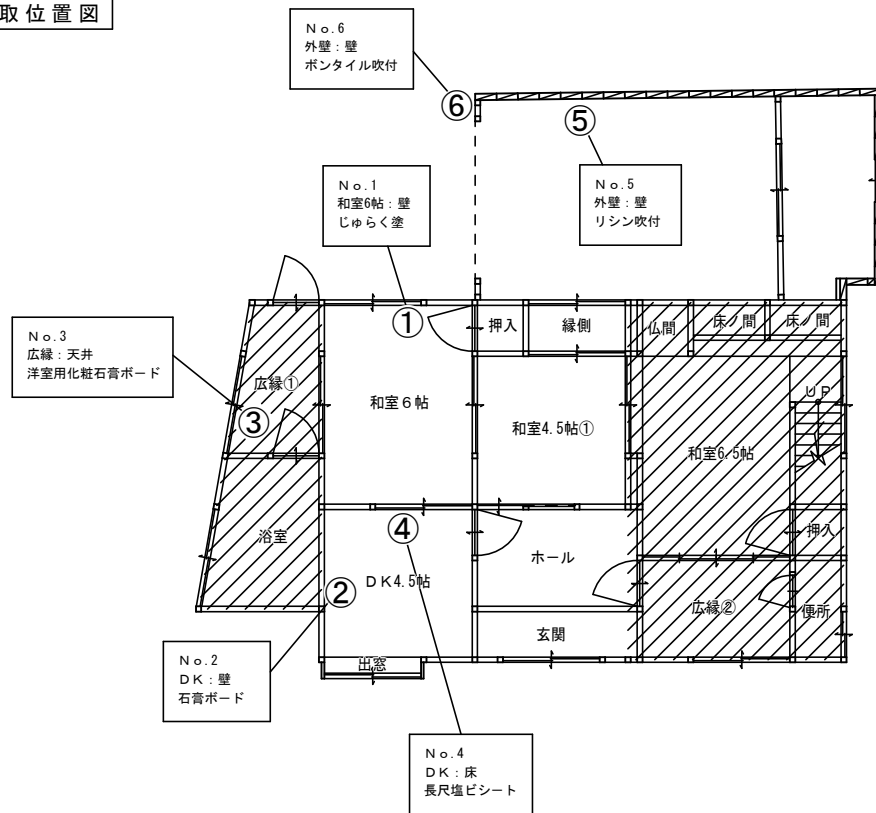 取位置図
Ｎｏ.6
外壁：壁
ボンタイル吹付
⑥
⑤
Ｎｏ.1
和室6帖：壁
じゅらく塗
Ｎｏ.5
外壁：壁
リシン吹付
Ｎｏ.3
広縁：天井
洋室用化粧石膏ボード
①
押入
縁側
仏間
床ノ間
床ノ間
広縁①
ＵＰ
和室６帖
③
和室4.5帖①
和室6.5帖
浴室
④
ホール
押入
ＤＫ4.5帖
②
広縁②
便所
玄関
出窓
Ｎｏ.2
ＤＫ：壁
石膏ボード
Ｎｏ.4
ＤＫ：床
長尺塩ビシート